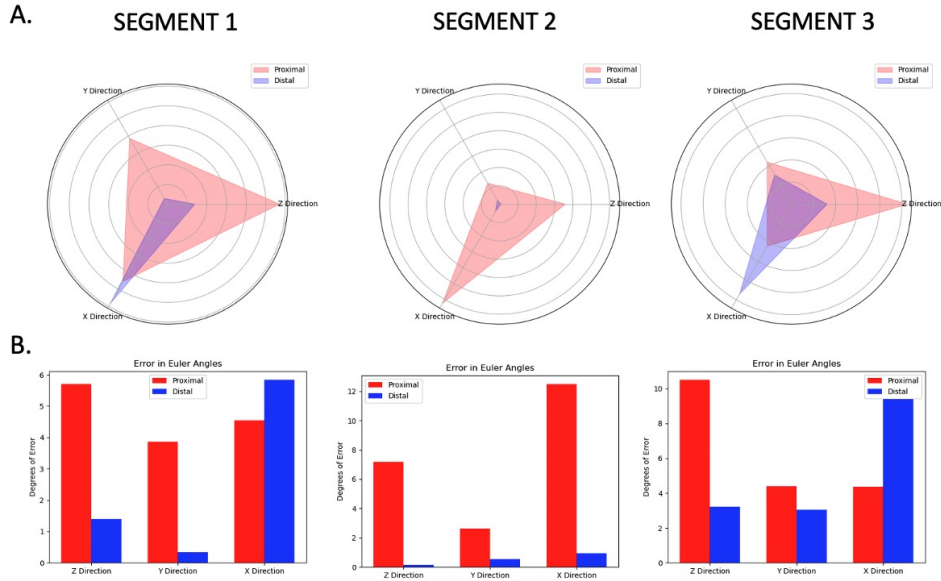 A.
SEGMENT 1
SEGMENT 2
SEGMENT 3
Proximal
Distal
Y Direction
Z Direction
X Direction
Proximal
Distal
Y Direction
Z Direction
X Direction
Proximal
Distal
Y Direction
Z Direction
X Direction
B.
Error in Euler Angles
Proximal
Distal
Degrees of Error
6
5
4
3
2
1
0
Z Direction
Y Direction
X Direction
Error in Euler Angles
Proximal
Distal
Degrees of Error
12
10
8
6
4
2
0
Z Direction
Y Direction
X Direction
Error in Euler Angles
Proximal
Distal
Degrees of Error
10
8
6
4
2
0
Z Direction
Y Direction
X Direction